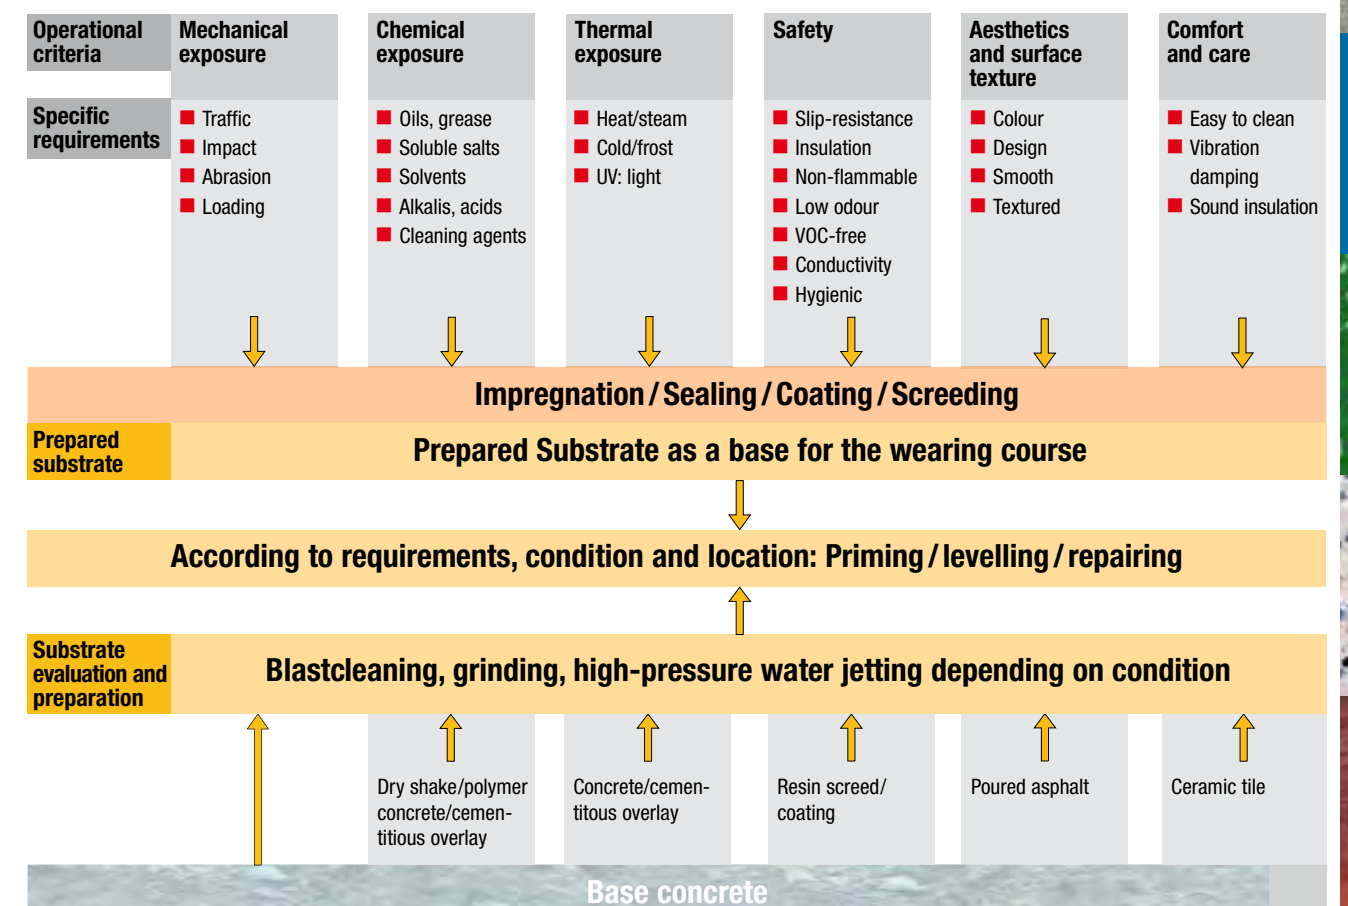 Operational
criteria
Mechanical
exposure
Chemical
exposure
Thermal
exposure
Safety
Aesthetics
and surface
texture
Comfort
and care
Specific
requirements
Traffic
Impact
Abrasion
Loading
Oils, grease
Soluble salts
Solvents
Alkalis, acids
Cleaning agents
Heat/steam
Cold/frost
UV: light
Slip-resistance
Insulation
Non-flammable
Low odour
VOC-free
Conductivity
Hygienic
Colour
Design
Smooth
Textured
Easy to clean
Vibration
damping
Sound insulation
Impregnation / Sealing / Coating / Screeding
Prepared
substrate
Prepared Substrate as a base for the wearing course
According to requirements, condition and location: Priming / levelling / repairing
Substrate
evaluation and
preparation
Blastcleaning, grinding, high-pressure water jetting depending on condition
Dry shake/polymer
concrete/cemen-
titious overlay
Concrete/cemen-
titous overlay
Resin screed/
coating
Poured asphalt
Ceramic tile
Base concrete